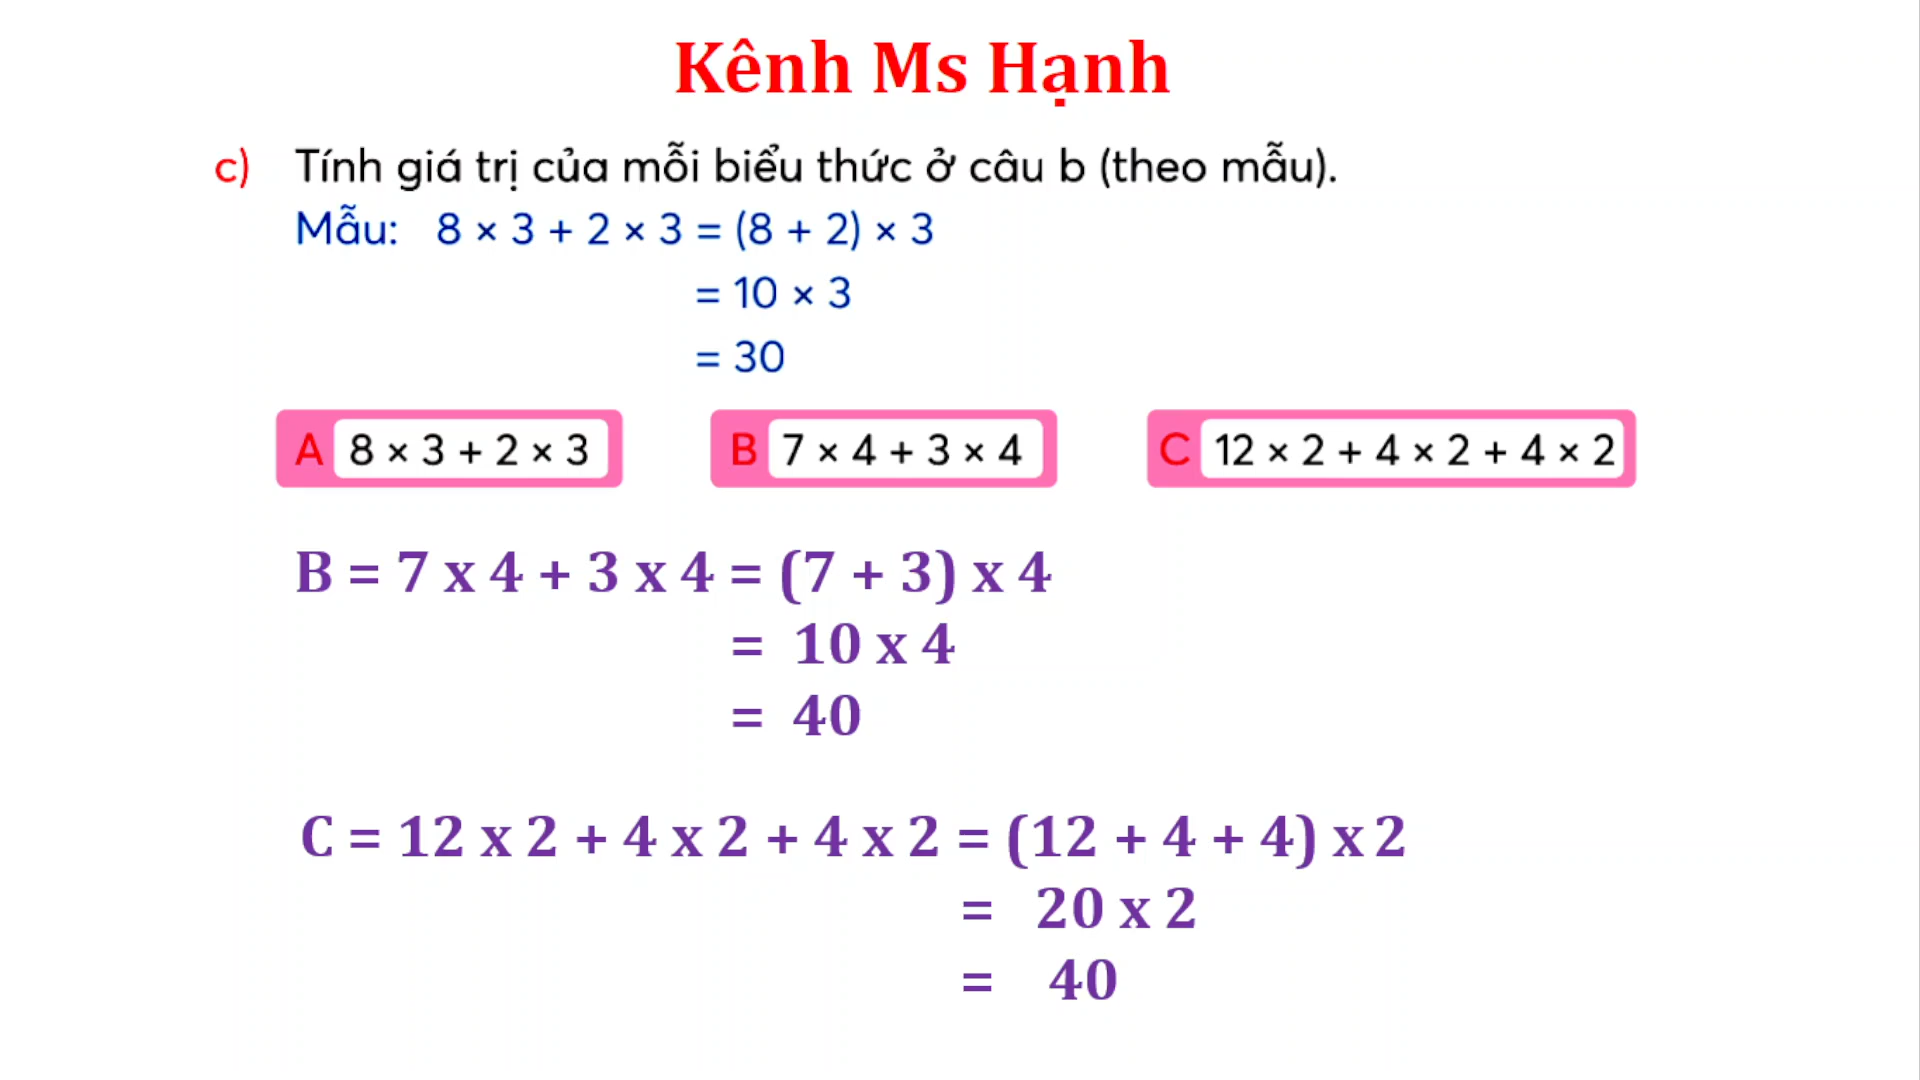 Kênh Ms Hạnh
c) Tính giá trị của mỗi biểu thức ở câu b (theo mẫu).
Mẫu: 8 × 3 + 2 × 3 = (8 + 2) × 3
= 10 × 3
= 30
A 8 × 3 + 2 × 3 B 7 × 4 + 3 × 4 C 12 × 2 + 4 × 2 + 4 × 2
B = 7 x 4 + 3 x 4 = (7 + 3) x 4
= 10 x 4
= 40
C = 12 x 2 + 4 x 2 + 4 x 2 = (12 + 4 + 4) x 2
= 20 x 2
= 40